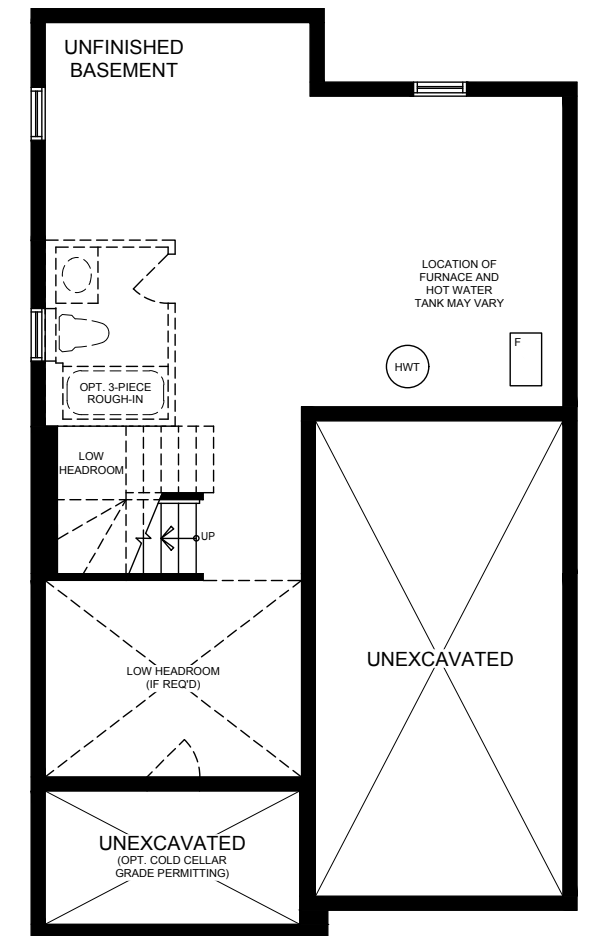 UNFINISHED
BASEMENT
LOCATION OF
FURNACE AND
HOT WATER
TANK MAY VARY
F
HWT
OPT. 3-PIECE
ROUGH-IN
LOW
HEADROOM
UP
LOW HEADROOM
(IF REQ'D)
UNEXCAVATED
UNEXCAVATED
(OPT. COLD CELLAR
GRADE PERMITTING)